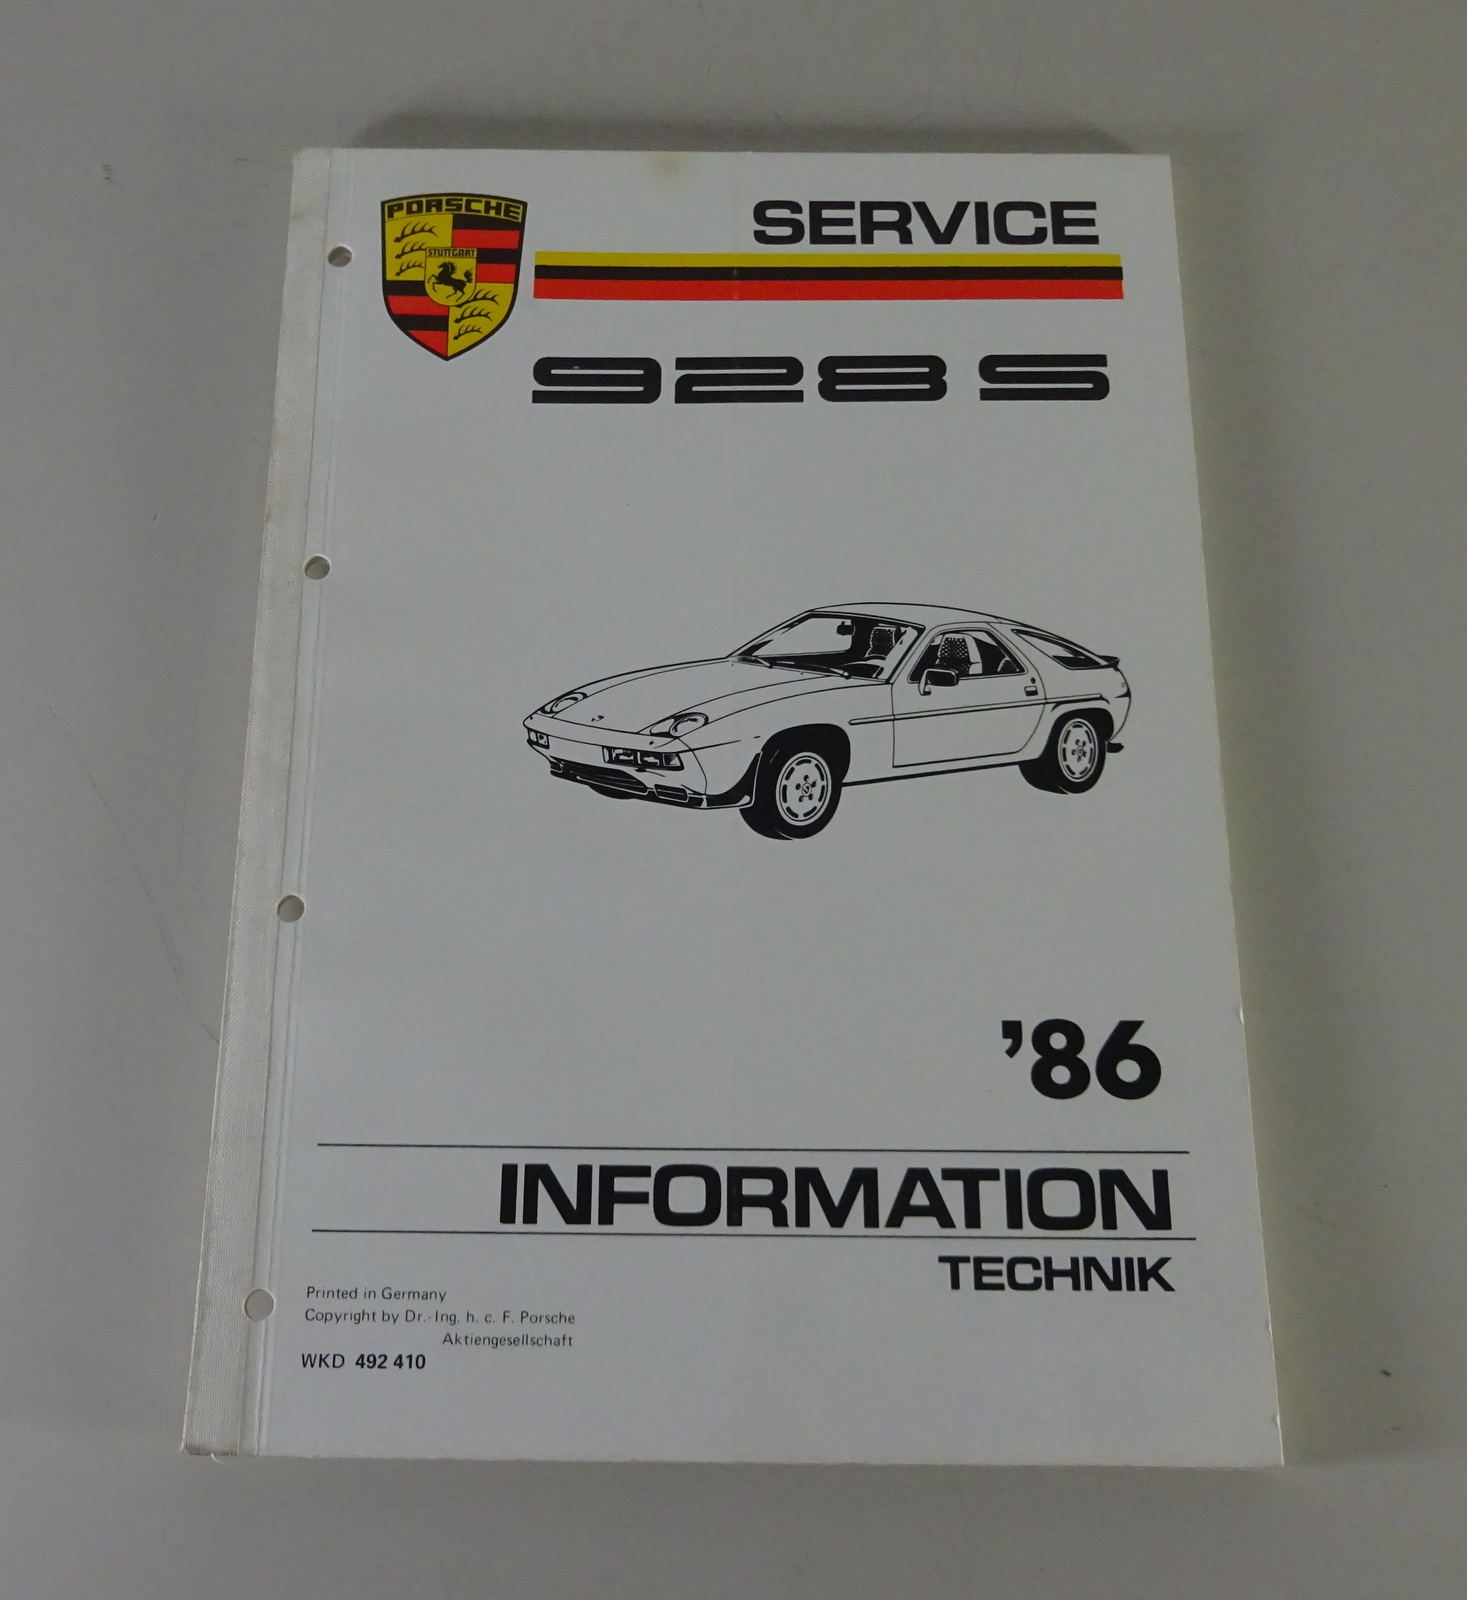 PORSCHE
STUTTGART
SERVICE
928 S
'86
INFORMATION
TECHNIK
Printed in Germany
Copyright by Dr.-Ing. h. c. F. Porsche
Aktiengesellschaft
WKD 492 410